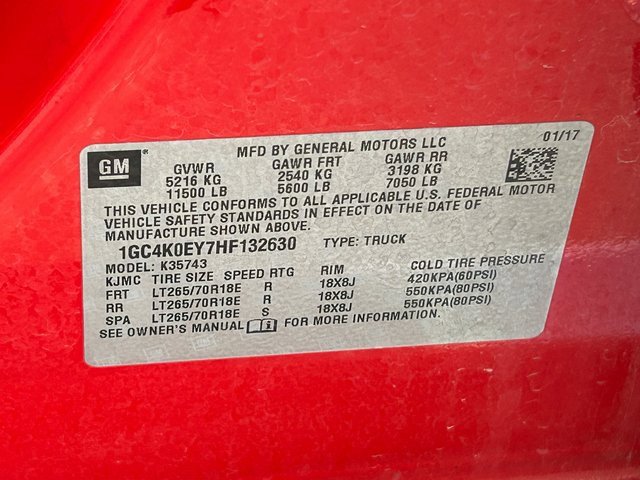 MFD BY GENERAL MOTORS LLC 01/17
GM
GVWR GAWR FRT GAWR RR
5216 KG 2540 KG 3198 KG
11500 LB 5600 LB 7050 LB
THIS VEHICLE CONFORMS TO ALL APPLICABLE U.S. FEDERAL MOTOR
VEHICLE SAFETY STANDARDS IN EFFECT ON THE DATE OF
MANUFACTURE SHOWN ABOVE.
1GC4K0EY7HF132630 TYPE: TRUCK
MODEL: K35743
KJMC TIRE SIZE SPEED RTG RIM COLD TIRE PRESSURE
FRT LT265/70R18E R 18X8J 420KPA(60PSI)
RR LT265/70R18E R 18X8J 550KPA(80PSI)
SPA LT265/70R18E S 18X8J 550KPA(80PSI)
SEE OWNER'S MANUAL FOR MORE INFORMATION.